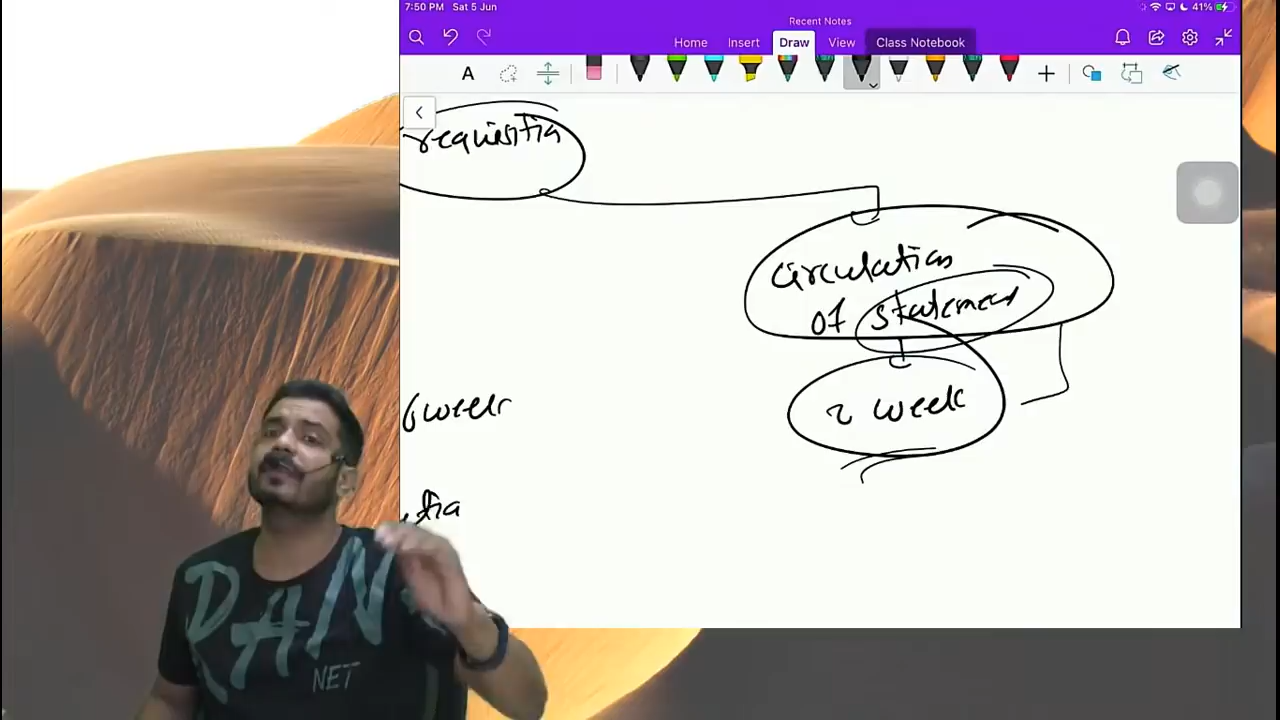 7:50 PM Sat 5 Jun
41%
Recent Notes
Home Insert Draw View Class Notebook
A
requisitia
circulation
of statement
2 week
6 week
NET